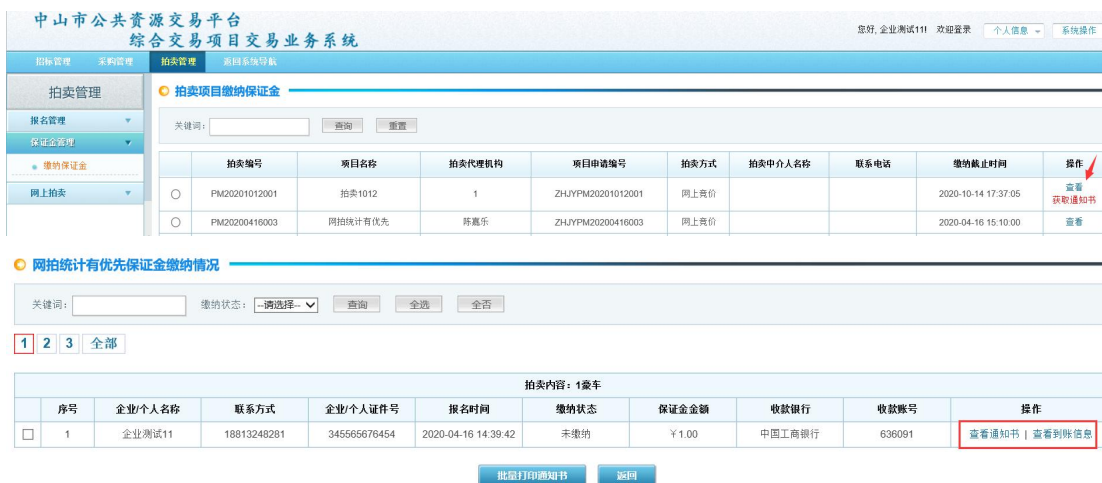 中山市公共资源交易平台
综合交易项目交易业务系统
您好, 企业测试11! 欢迎登录 个人信息 系统操作
招标管理 采购管理 拍卖管理 返回系统导航
拍卖管理
报名管理
保证金管理
缴纳保证金
网上拍卖
拍卖项目缴纳保证金
关键词: 查询 重置
拍卖编号 项目名称 拍卖代理机构 项目申请编号 拍卖方式 拍卖中介人名称 联系电话 缴纳截止时间 操作
PM20201012001 拍卖1012 1 ZHJYPM20201012001 网上竞价 2020-10-14 17:37:05 查看
获取通知书
PM20200416003 网拍统计有优先 陈嘉乐 ZHJYPM20200416003 网上竞价 2020-04-16 15:10:00 查看
网拍统计有优先保证金缴纳情况
关键词: 缴纳状态: --请选择-- 查询 全选 全否
1 2 3 全部
拍卖内容: 1豪车
序号 企业/个人名称 联系方式 企业/个人证件号 报名时间 缴纳状态 保证金金额 收款银行 收款账号 操作
1 企业测试11 18813248281 345565676454 2020-04-16 14:39:42 未缴纳 ¥1.00 中国工商银行 636091 查看通知书 | 查看到账信息
批量打印通知书 返回